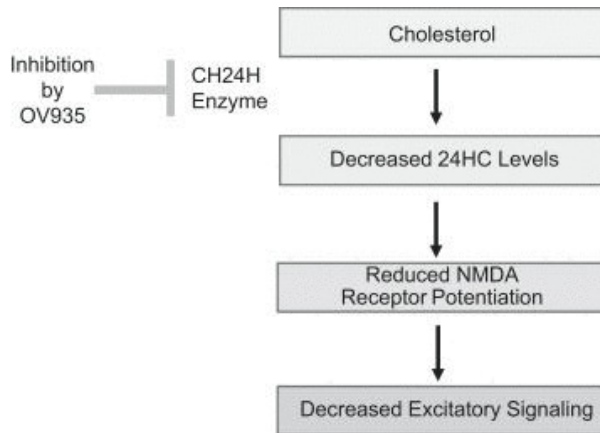 Cholesterol
Inhibition
by
OV935
CH24H
Enzyme
Decreased 24HC Levels
Reduced NMDA
Receptor Potentiation
Decreased Excitatory Signaling